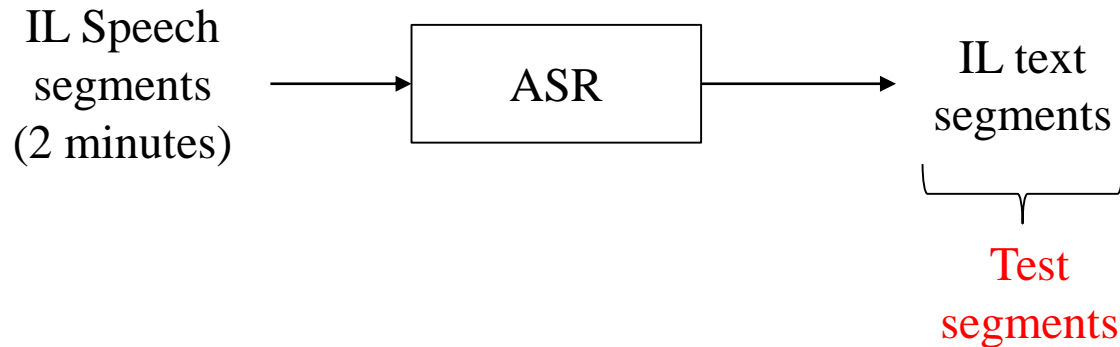 IL Speech
segments
(2 minutes)
ASR
IL text
segments
Test
segments